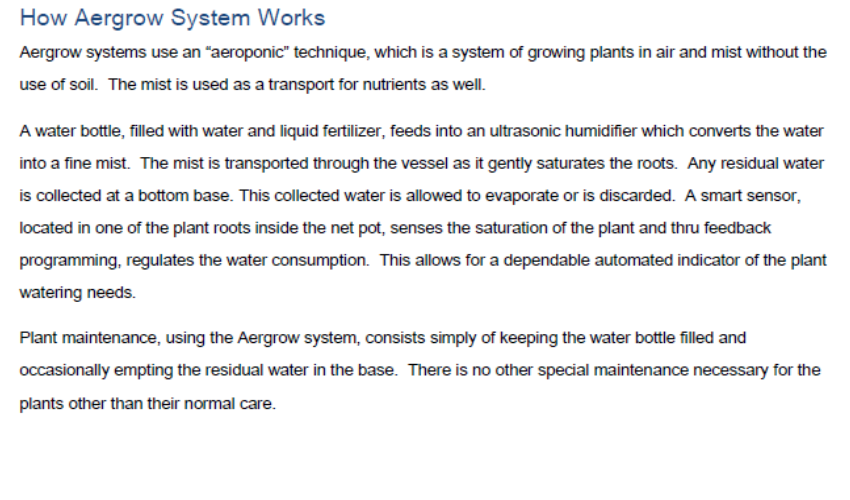 How Aergrow System Works
Aergrow systems use an “aeroponic” technique, which is a system of growing plants in air and mist without the
use of soil.  The mist is used as a transport for nutrients as well.
A water bottle, filled with water and liquid fertilizer, feeds into an ultrasonic humidifier which converts the water
into a fine mist.  The mist is transported through the vessel as it gently saturates the roots.  Any residual water
is collected at a bottom base. This collected water is allowed to evaporate or is discarded.  A smart sensor,
located in one of the plant roots inside the net pot, senses the saturation of the plant and thru feedback
programming, regulates the water consumption.  This allows for a dependable automated indicator of the plant
watering needs.
Plant maintenance, using the Aergrow system, consists simply of keeping the water bottle filled and
occasionally empting the residual water in the base.  There is no other special maintenance necessary for the
plants other than their normal care.